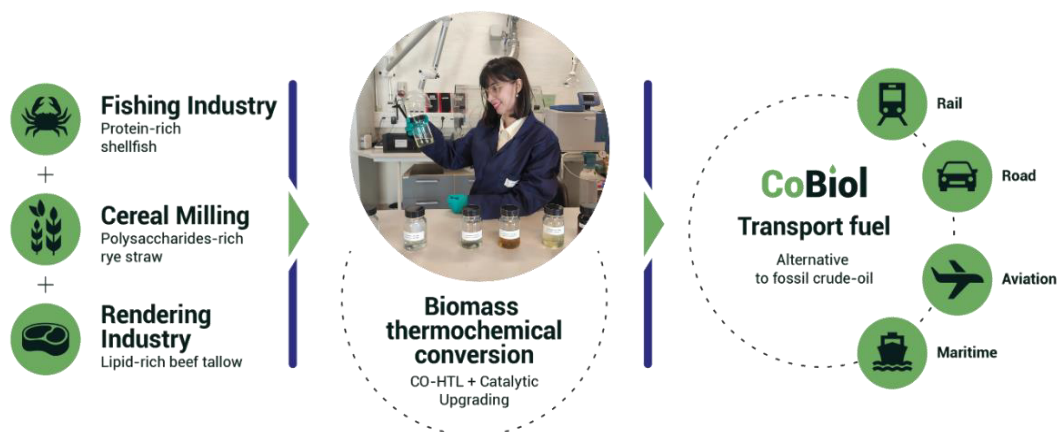 Fishing Industry
Protein-rich
shellfish
+
Cereal Milling
Polysaccharides-rich
rye straw
+
Rendering
Industry
Lipid-rich beef tallow
Biomass
thermochemical
conversion
CO-HTL + Catalytic
Upgrading
CoBiol
Transport fuel
Alternative
to fossil crude-oil
Rail
Road
Aviation
Maritime